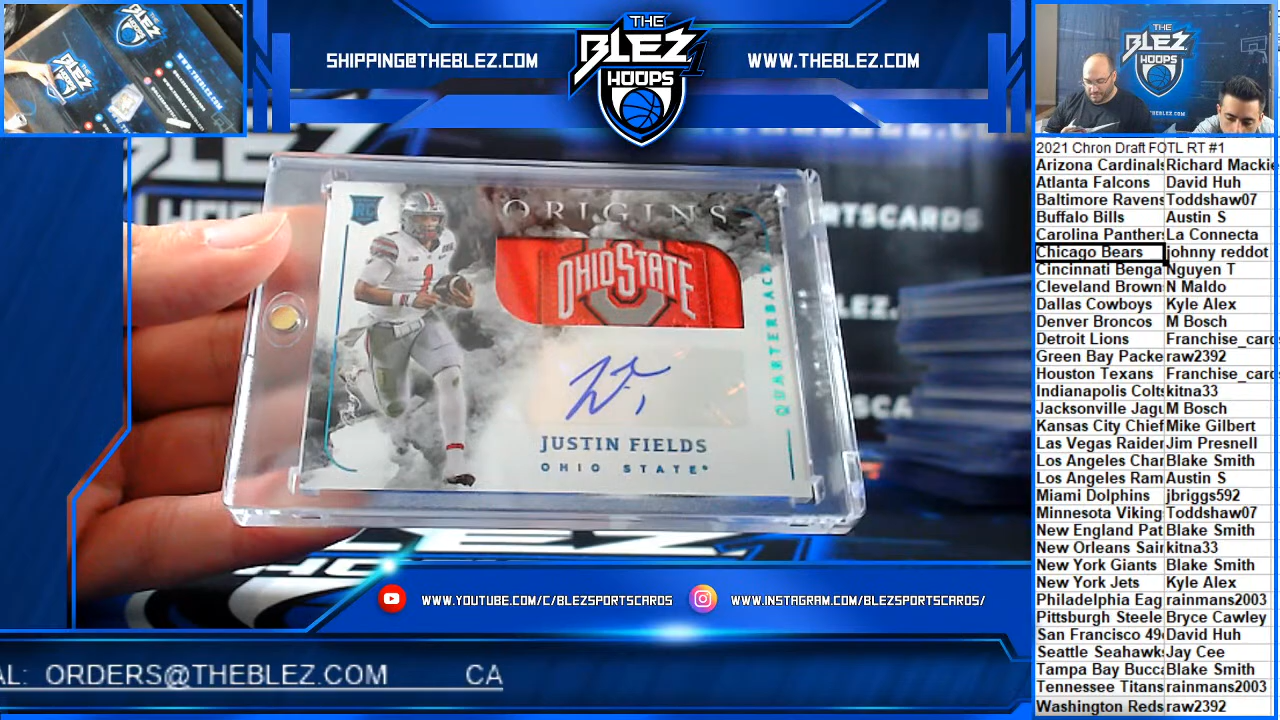 SHIPPING@THEBLEZ.COM
THE
BLEZ
HOOPS
1
WWW.THEBLEZ.COM
THE
BLEZ
HOOPS
RC
ORIGINS
OHIO STATE
QUARTERBACK
JUSTIN FIELDS
OHIO STATE
WWW.YOUTUBE.COM/C/BLEZSPORTSCARDS
WWW.INSTAGRAM.COM/BLEZSPORTSCARDS/
AL: ORDERS@THEBLEZ.COM CA
2021 Chron Draft FOTL RT #1
Arizona Cardinals Richard Mackie
Atlanta Falcons David Huh
Baltimore Ravens Toddshaw07
Buffalo Bills Austin S
Carolina Panthers La Connecta
Chicago Bears johnny reddot
Cincinnati Benga Nguyen T
Cleveland Brown N Maldo
Dallas Cowboys Kyle Alex
Denver Broncos M Bosch
Detroit Lions Franchise_card
Green Bay Packe raw2392
Houston Texans Franchise_card
Indianapolis Colts kitna33
Jacksonville Jagu M Bosch
Kansas City Chief Mike Gilbert
Las Vegas Raider Jim Presnell
Los Angeles Char Blake Smith
Los Angeles Ram Austin S
Miami Dolphins jbriggs592
Minnesota Viking Toddshaw07
New England Pat Blake Smith
New Orleans Sain kitna33
New York Giants Blake Smith
New York Jets Kyle Alex
Philadelphia Eag rainmans2003
Pittsburgh Steele Bryce Cawley
San Francisco 49 David Huh
Seattle Seahawk Jay Cee
Tampa Bay Bucca Blake Smith
Tennessee Titans rainmans2003
Washington Reds raw2392